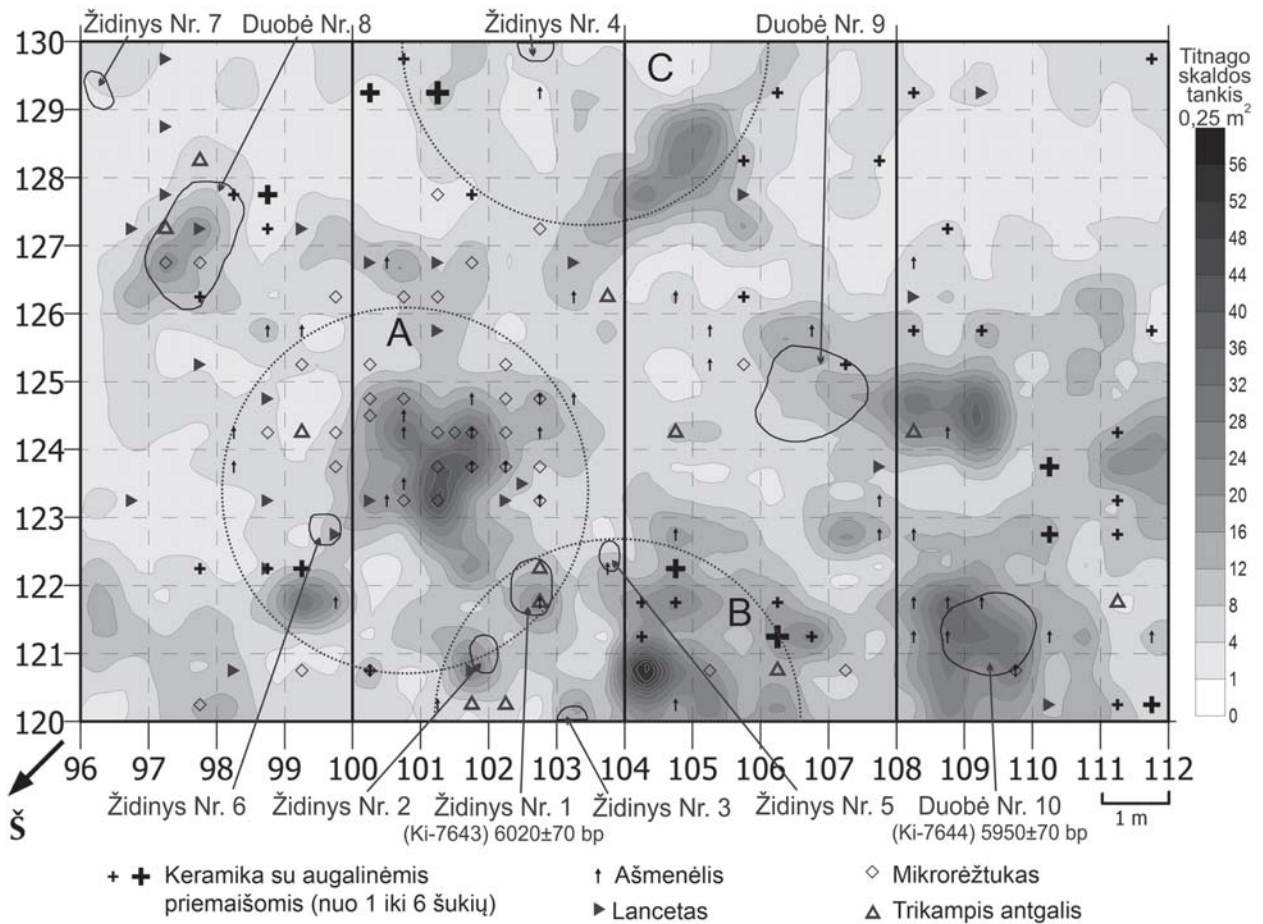 Židinys Nr. 7 Duobė Nr. 8 Židinys Nr. 4 Duobė Nr. 9
Titnago
skaldos
tankis
0,25 m²
130
129
128
127
126
125
124
123
122
121
120
C
A
B
56
52
48
44
40
36
32
28
24
20
16
12
8
4
1
0
96 97 98 99 100 101 102 103 104 105 106 107 108 109 110 111 112
Š
Židinys Nr. 6 Židinys Nr. 2 Židinys Nr. 1 Židinys Nr. 3 Židinys Nr. 5 Duobė Nr. 10
(Ki-7643) 6020±70 bp (Ki-7644) 5950±70 bp
1 m
Keramika su augalinėmis
priemaišomis (nuo 1 iki 6 šukių)
Ašmenėlis
Lancetas
Mikrorėžtukas
Trikampis antgalis